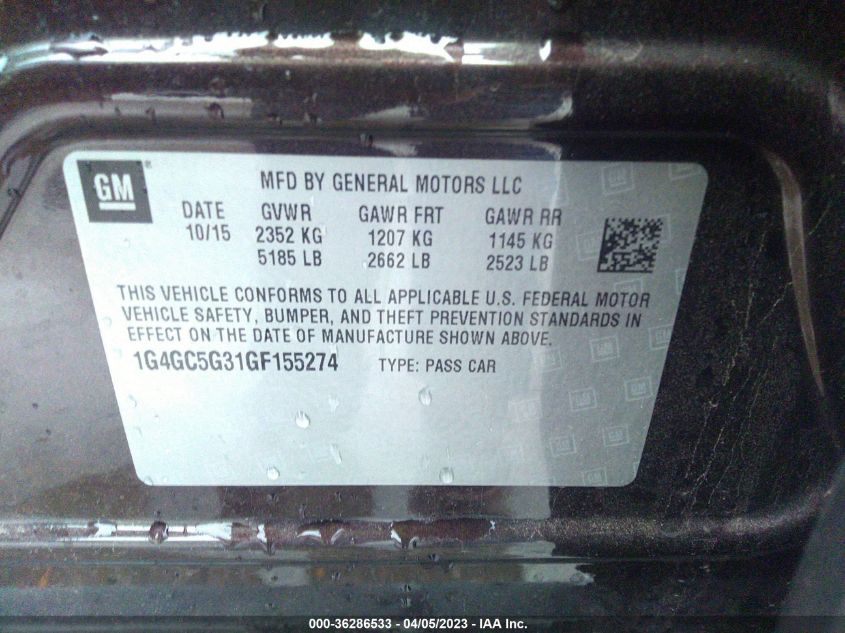 GM ®
MFD BY GENERAL MOTORS LLC
DATE GVWR GAWR FRT GAWR RR
10/15 2352 KG 1207 KG 1145 KG
5185 LB 2662 LB 2523 LB
THIS VEHICLE CONFORMS TO ALL APPLICABLE U.S. FEDERAL MOTOR
VEHICLE SAFETY, BUMPER, AND THEFT PREVENTION STANDARDS IN
EFFECT ON THE DATE OF MANUFACTURE SHOWN ABOVE.
1G4GC5G31GF155274 TYPE: PASS CAR
000-36286533 - 04/05/2023 - IAA Inc.